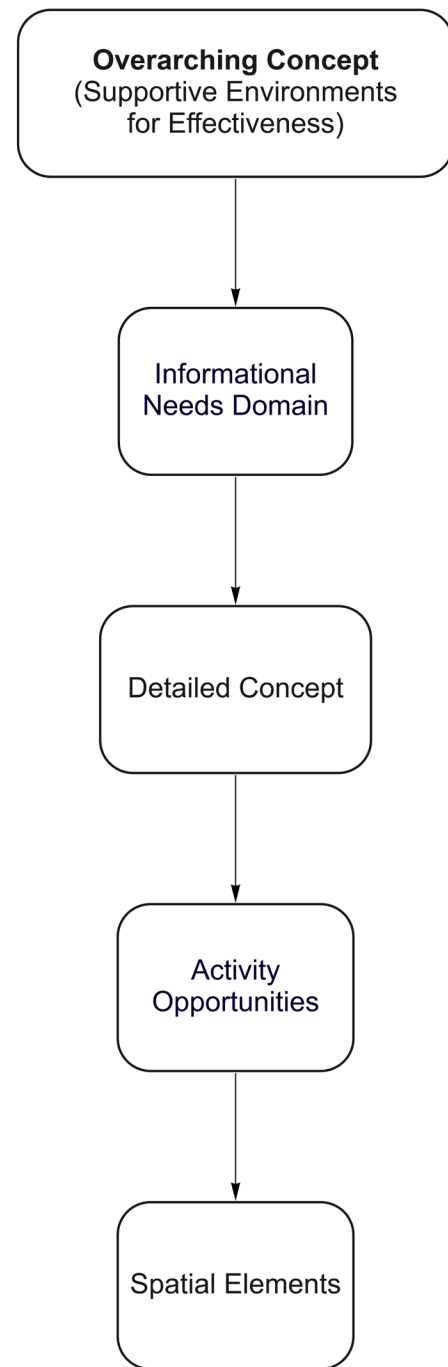 Overarching Concept
(Supportive Environments
for Effectiveness)
Informational
Needs Domain
Detailed Concept
Activity
Opportunities
Spatial Elements